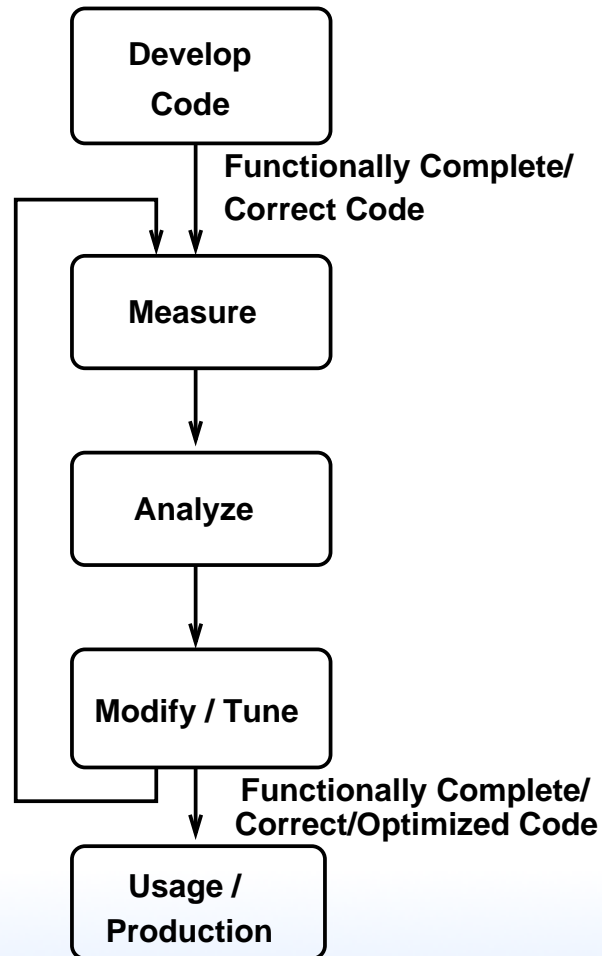 Develop
Code
Functionally Complete/
Correct Code
Measure
Analyze
Modify / Tune
Functionally Complete/
Correct/Optimized Code
Usage /
Production